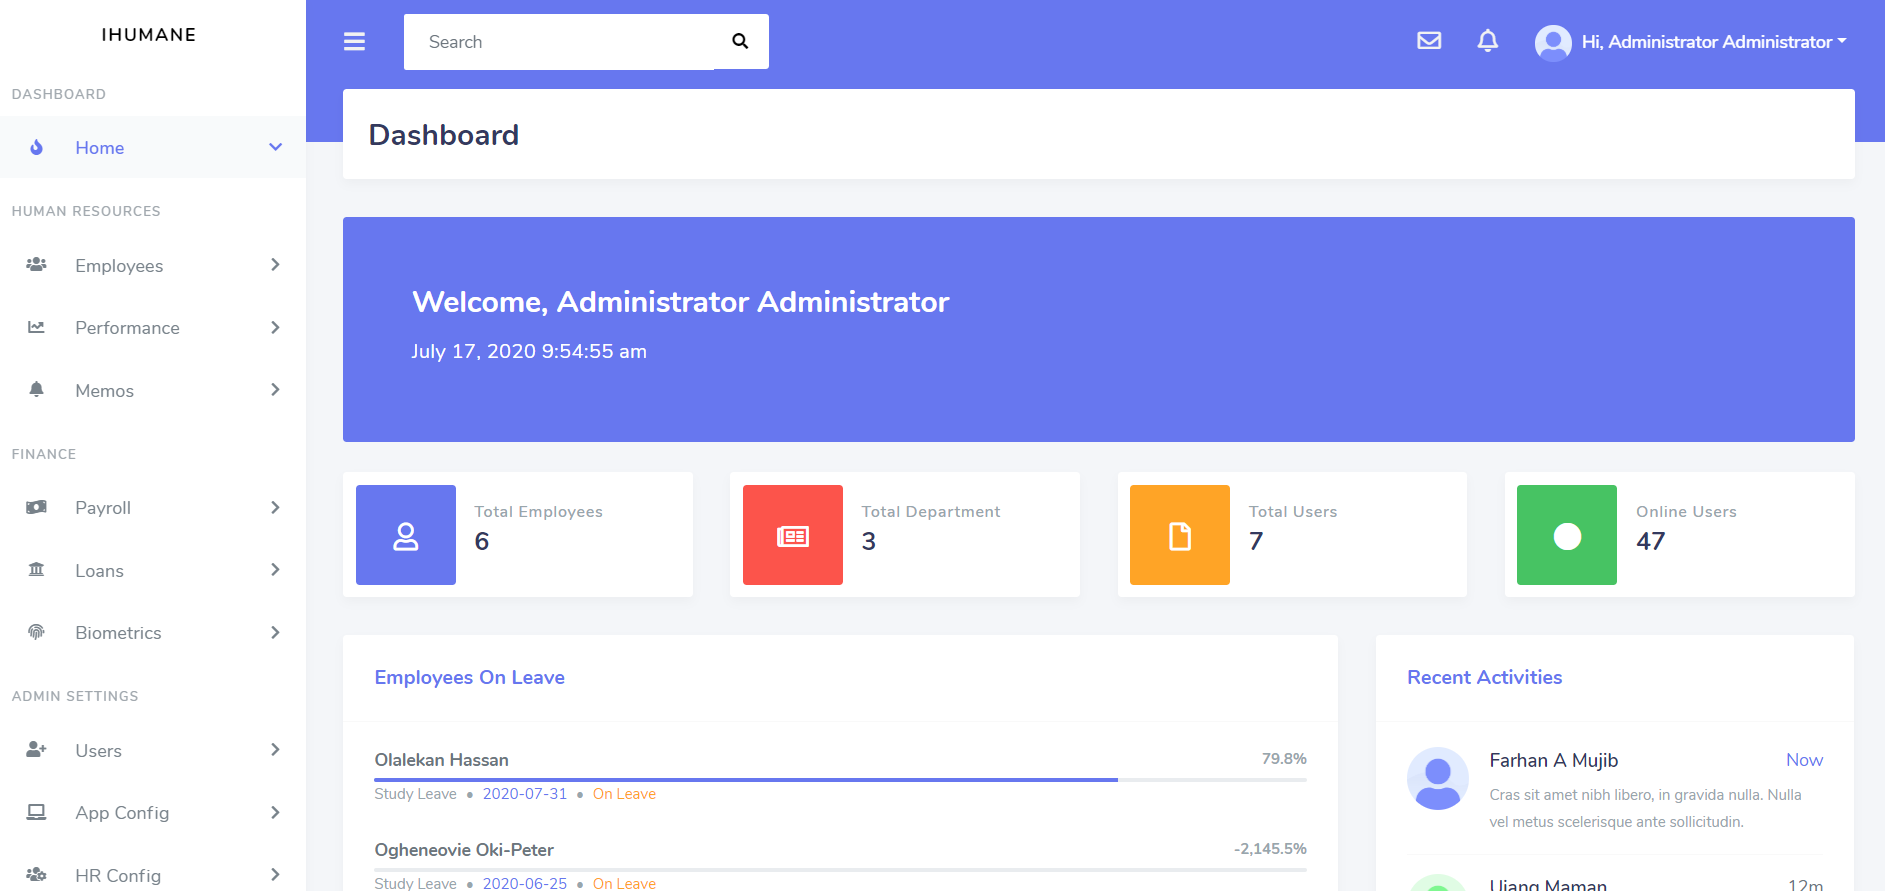 IHUMANE
DASHBOARD
Home
HUMAN RESOURCES
Employees
Performance
Memos
FINANCE
Payroll
Loans
Biometrics
ADMIN SETTINGS
Users
App Config
HR Config
Search
Hi, Administrator Administrator
Dashboard
Welcome, Administrator Administrator
July 17, 2020 9:54:55 am
Total Employees
6
Total Department
3
Total Users
7
Online Users
47
Employees On Leave
Olalekan Hassan 79.8%
Study Leave • 2020-07-31 • On Leave
Ogheneovie Oki-Peter -2,145.5%
Study Leave • 2020-06-25 • On Leave
Recent Activities
Farhan A Mujib Now
Cras sit amet nibh libero, in gravida nulla. Nulla
vel metus scelerisque ante sollicitudin.
Ujang Maman 12m